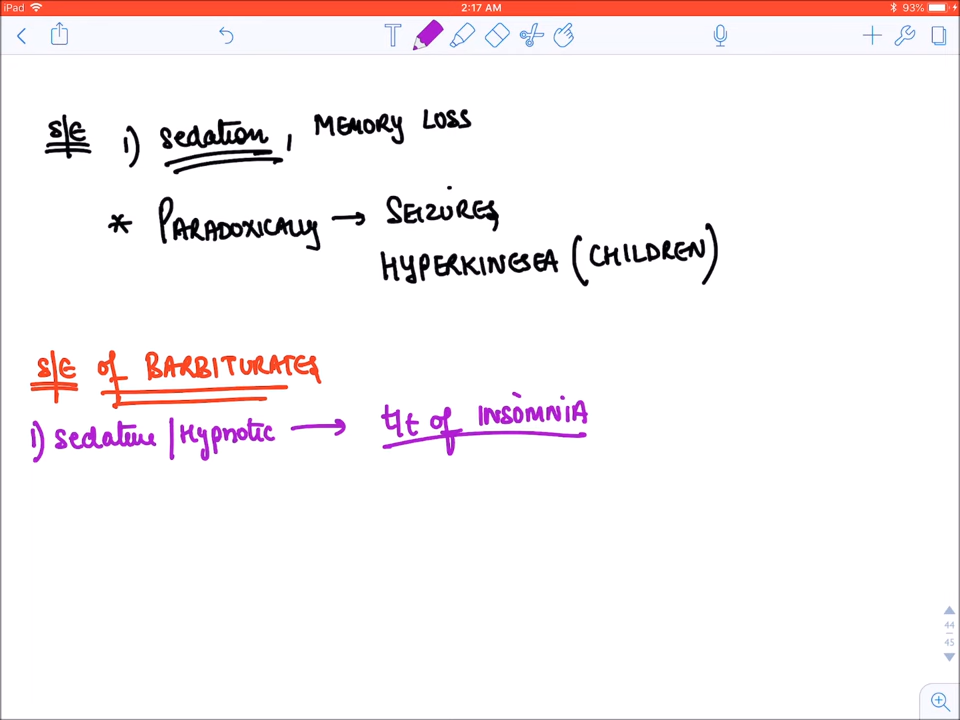 iPad 2:17 AM 93%
T
S/E 1) Sedation, MEMORY LOSS
* PARADOXICALLY → SEIZURES
HYPERKINESEA (CHILDREN)
S/E of BARBITURATES
1) Sedative / Hypnotic → t/t of INSOMNIA
44
45